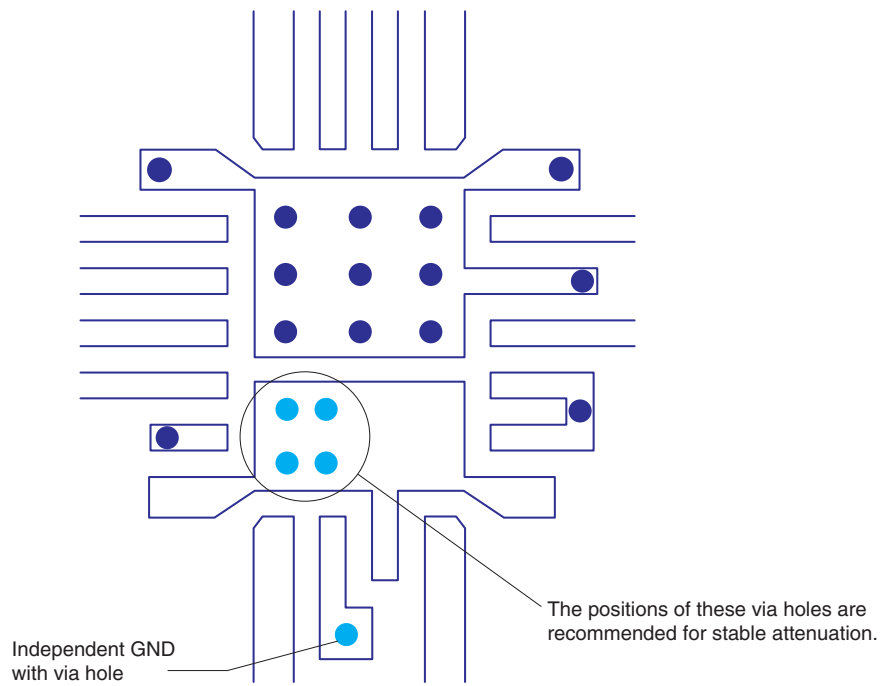 The positions of these via holes are
recommended for stable attenuation.
Independent GND
with via hole